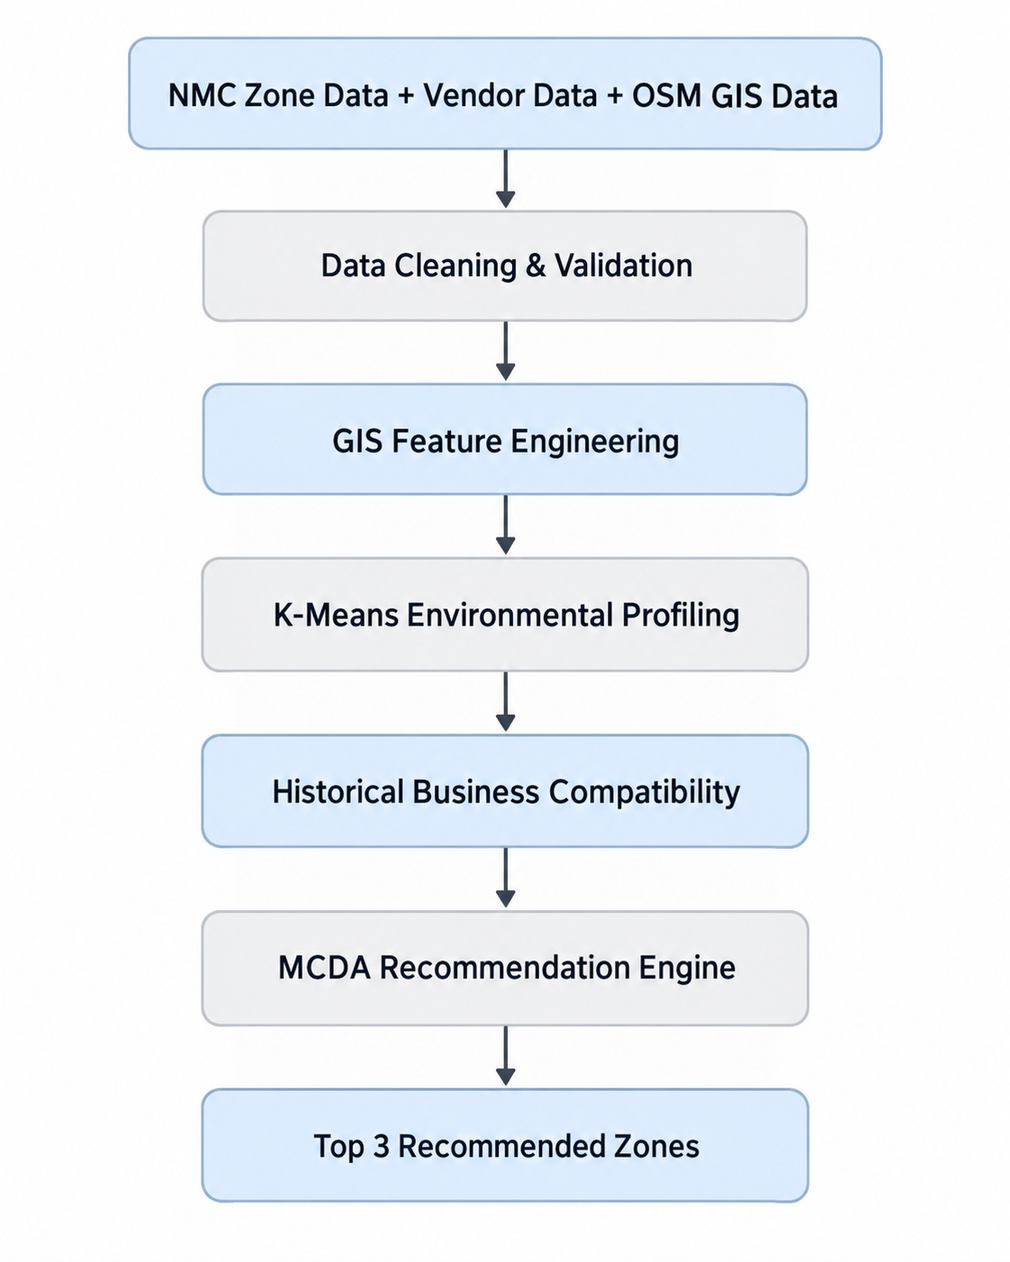 NMC Zone Data + Vendor Data + OSM GIS Data
Data Cleaning & Validation
GIS Feature Engineering
K-Means Environmental Profiling
Historical Business Compatibility
MCDA Recommendation Engine
Top 3 Recommended Zones